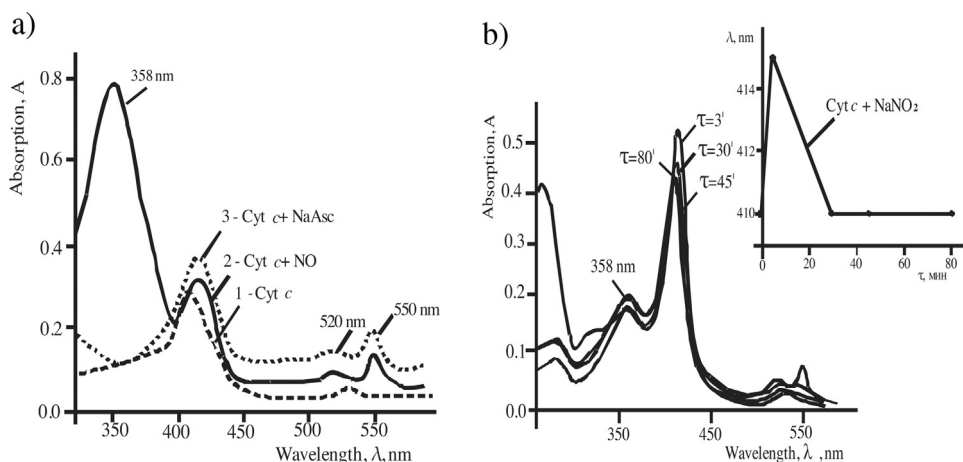 a)
Absorption, A
0.8
0.6
0.4
0.2
0.0
358 nm
3 - Cyt c+ NaAsc
2 - Cyt c+ NO
1 - Cyt c
520 nm
550 nm
350
400
450
500
550
Wavelength, λ, nm
b)
Absorption, A
0.5
0.4
0.3
0.2
0.1
0.0
τ=3'
τ=30'
τ=80'
τ=45'
358 nm
350
450
550
Wavelength, λ , nm
λ, nm
414
412
410
Cyt c + NaNO₂
0
20
40
60
80
τ, мин